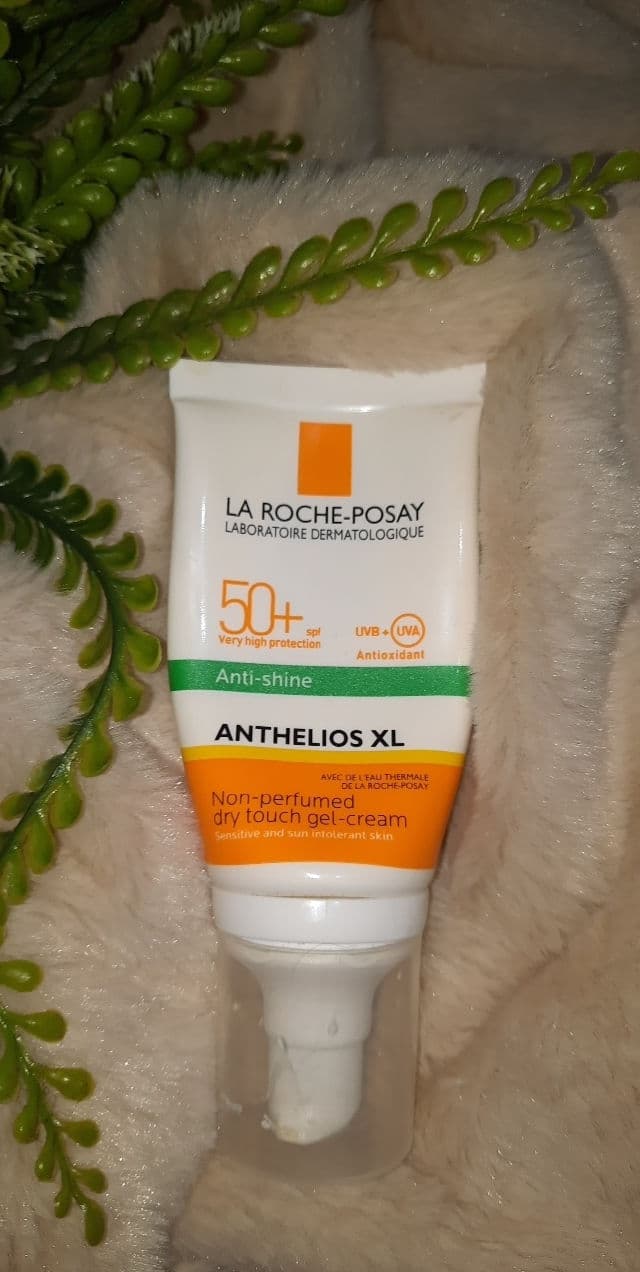 LA ROCHE-POSAY
LABORATOIRE DERMATOLOGIQUE
50+ spf
Very high protection
UVB + UVA
Antioxidant
Anti-shine
ANTHELIOS XL
AVEC DE L'EAU THERMALE
DE LA ROCHE-POSAY
Non-perfumed
dry touch gel-cream
Sensitive and sun intolerant skin